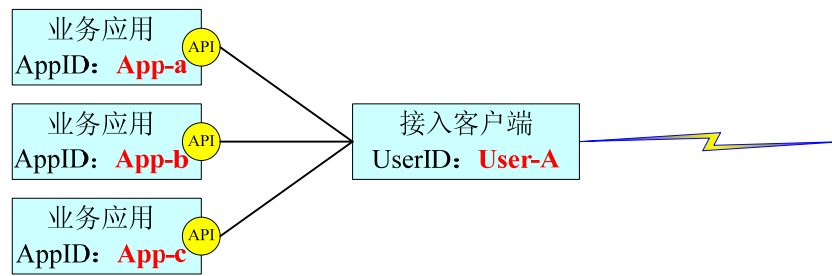 业务应用
AppID：App-a
API
业务应用
AppID：App-b
API
业务应用
AppID：App-c
API
接入客户端
UserID：User-A